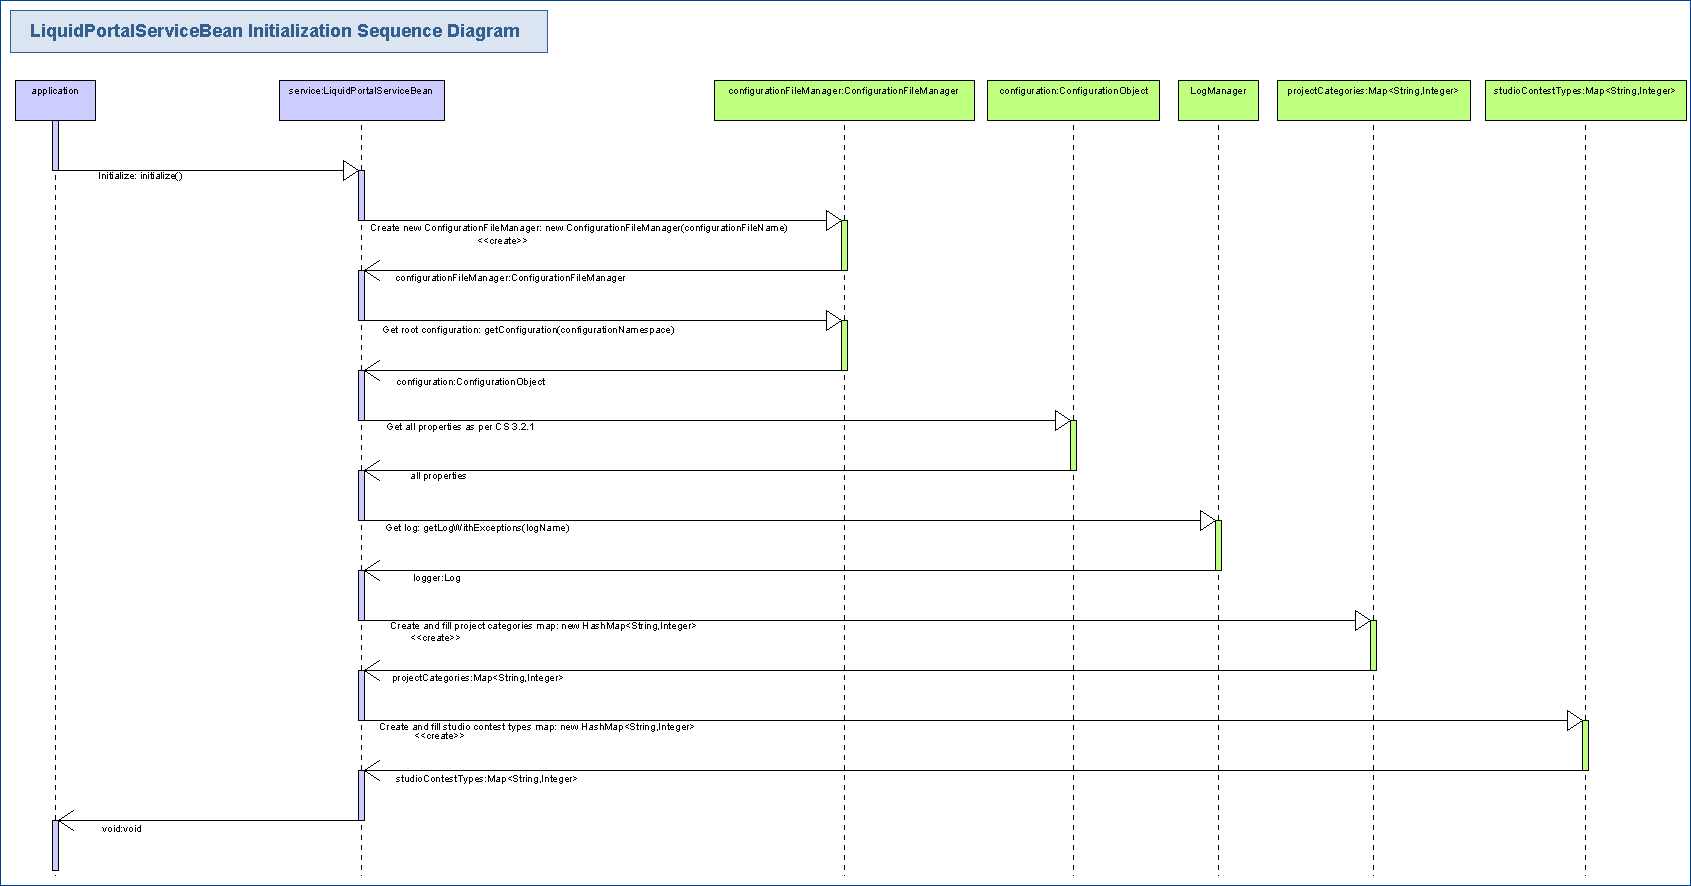 LiquidPortalServiceBean Initialization Sequence Diagram
application
service:LiquidPortalServiceBean
configurationFileManager:ConfigurationFileManager
configuration:ConfigurationObject
LogManager
projectCategories:Map<String,Integer>
studioContestTypes:Map<String,Integer>
Initialize: initialize()
Create new ConfigurationFileManager: new ConfigurationFileManager(configurationFileName)
<<create>>
configurationFileManager:ConfigurationFileManager
Get root configuration: getConfiguration(configurationNamespace)
configuration:ConfigurationObject
Get all properties as per CS 3.2.1
all properties
Get log: getLogWithExceptions(logName)
logger:Log
Create and fill project categories map: new HashMap<String,Integer>
<<create>>
projectCategories:Map<String,Integer>
Create and fill studio contest types map: new HashMap<String,Integer>
<<create>>
studioContestTypes:Map<String,Integer>
void:void